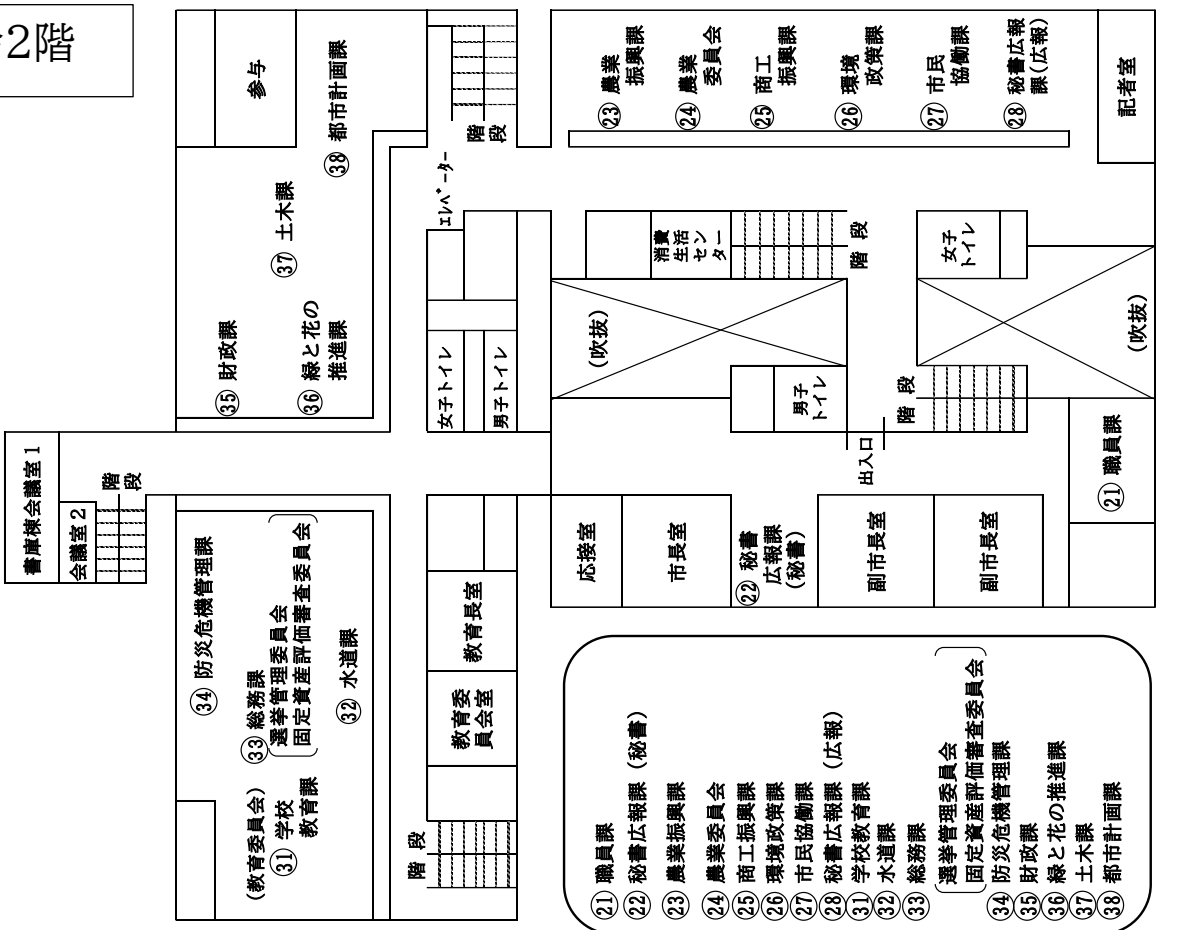 2階
参与
㊳ 都市計画課
㊲ 土木課
㉟ 財政課
㊱ 緑と花の
推進課
階
段
エレベーター
女子トイレ
男子トイレ
㉓ 農業
振興課
㉔ 農業
委員会
㉕ 商工
振興課
㉖ 環境
政策課
㉗ 市民
協働課
㉘ 秘書広報
課(広報)
記者室
消費
生活セン
ター
階 段
女子
トイレ
(吹抜)
(吹抜)
男子
トイレ
階 段
出入口
㉑ 職員課
書庫棟会議室1
会議室2
階
段
㉞ 防災危機管理課
㉝ 総務課
選挙管理委員会
固定資産評価審査委員会
㉜ 水道課
(教育委員会)
㉛ 学校
教育課
教育長室
教育委
員会室
階 段
応接室
市長室
㉒ 秘書
広報課
(秘書)
副市長室
副市長室
㉑ 職員課
㉒ 秘書広報課(秘書)
㉓ 農業振興課
㉔ 農業委員会
㉕ 商工振興課
㉖ 環境政策課
㉗ 市民協働課
㉘ 秘書広報課(広報)
㉛ 学校教育課
㉜ 水道課
㉝ 総務課
選挙管理委員会
固定資産評価審査委員会
㉞ 防災危機管理課
㉟ 財政課
㊱ 緑と花の推進課
㊲ 土木課
㊳ 都市計画課